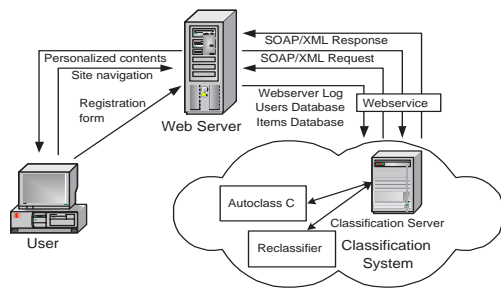 SOAP/XML Response
Personalized contents
SOAP/XML Request
Site navigation
Webserver Log
Users Database
Items Database
Webservice
Registration
form
Web Server
Autoclass C
Classification Server
Reclassifier
Classification
System
User